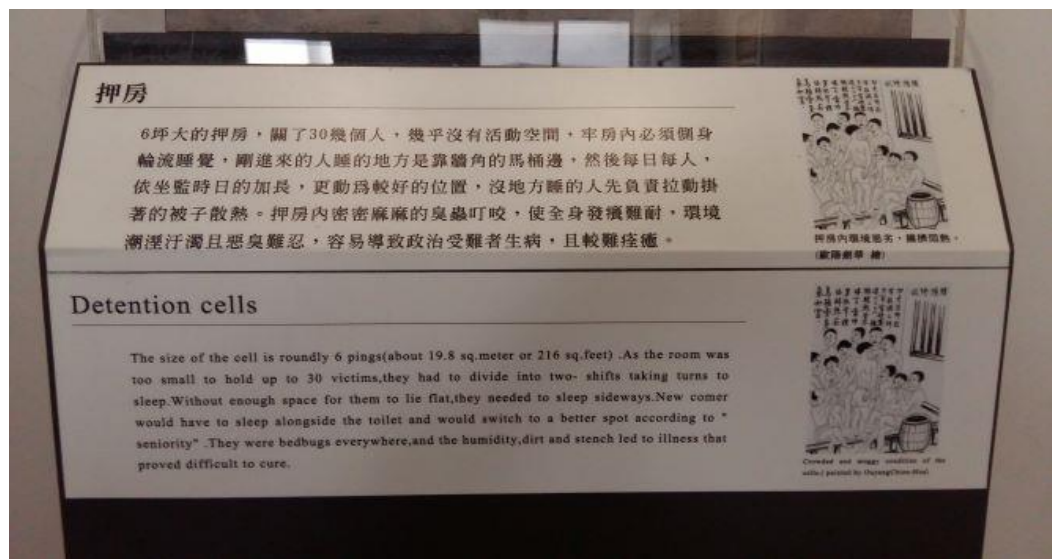 押房
6坪大的押房，關了30幾個人，幾乎沒有活動空間，牢房內必須側身
輪流睡覺，剛進來的人睡的地方是靠牆角的馬桶邊，然後每日每人，
依坐監時日的加長，更動爲較好的位置，沒地方睡的人先負責拉動掛
著的被子散熱。押房內密密麻麻的臭蟲叮咬，使全身發癢難耐，環境
潮溼汙濁且惡臭難忍，容易導致政治受難者生病，且較難痊癒。
押房內環境惡劣，擁擠悶熱。
(歐陽劍華 繪)
Detention cells
The size of the cell is roundly 6 pings(about 19.8 sq.meter or 216 sq.feet) .As the room was
too small to hold up to 30 victims,they had to divide into two- shifts taking turns to
sleep.Without enough space for them to lie flat,they needed to sleep sideways.New comer
would have to sleep alongside the toilet and would switch to a better spot according to "
seniority" .They were bedbugs everywhere,and the humidity,dirt and stench led to illness that
proved difficult to cure.
Crowded and muggy condition of the
cells.( painted by